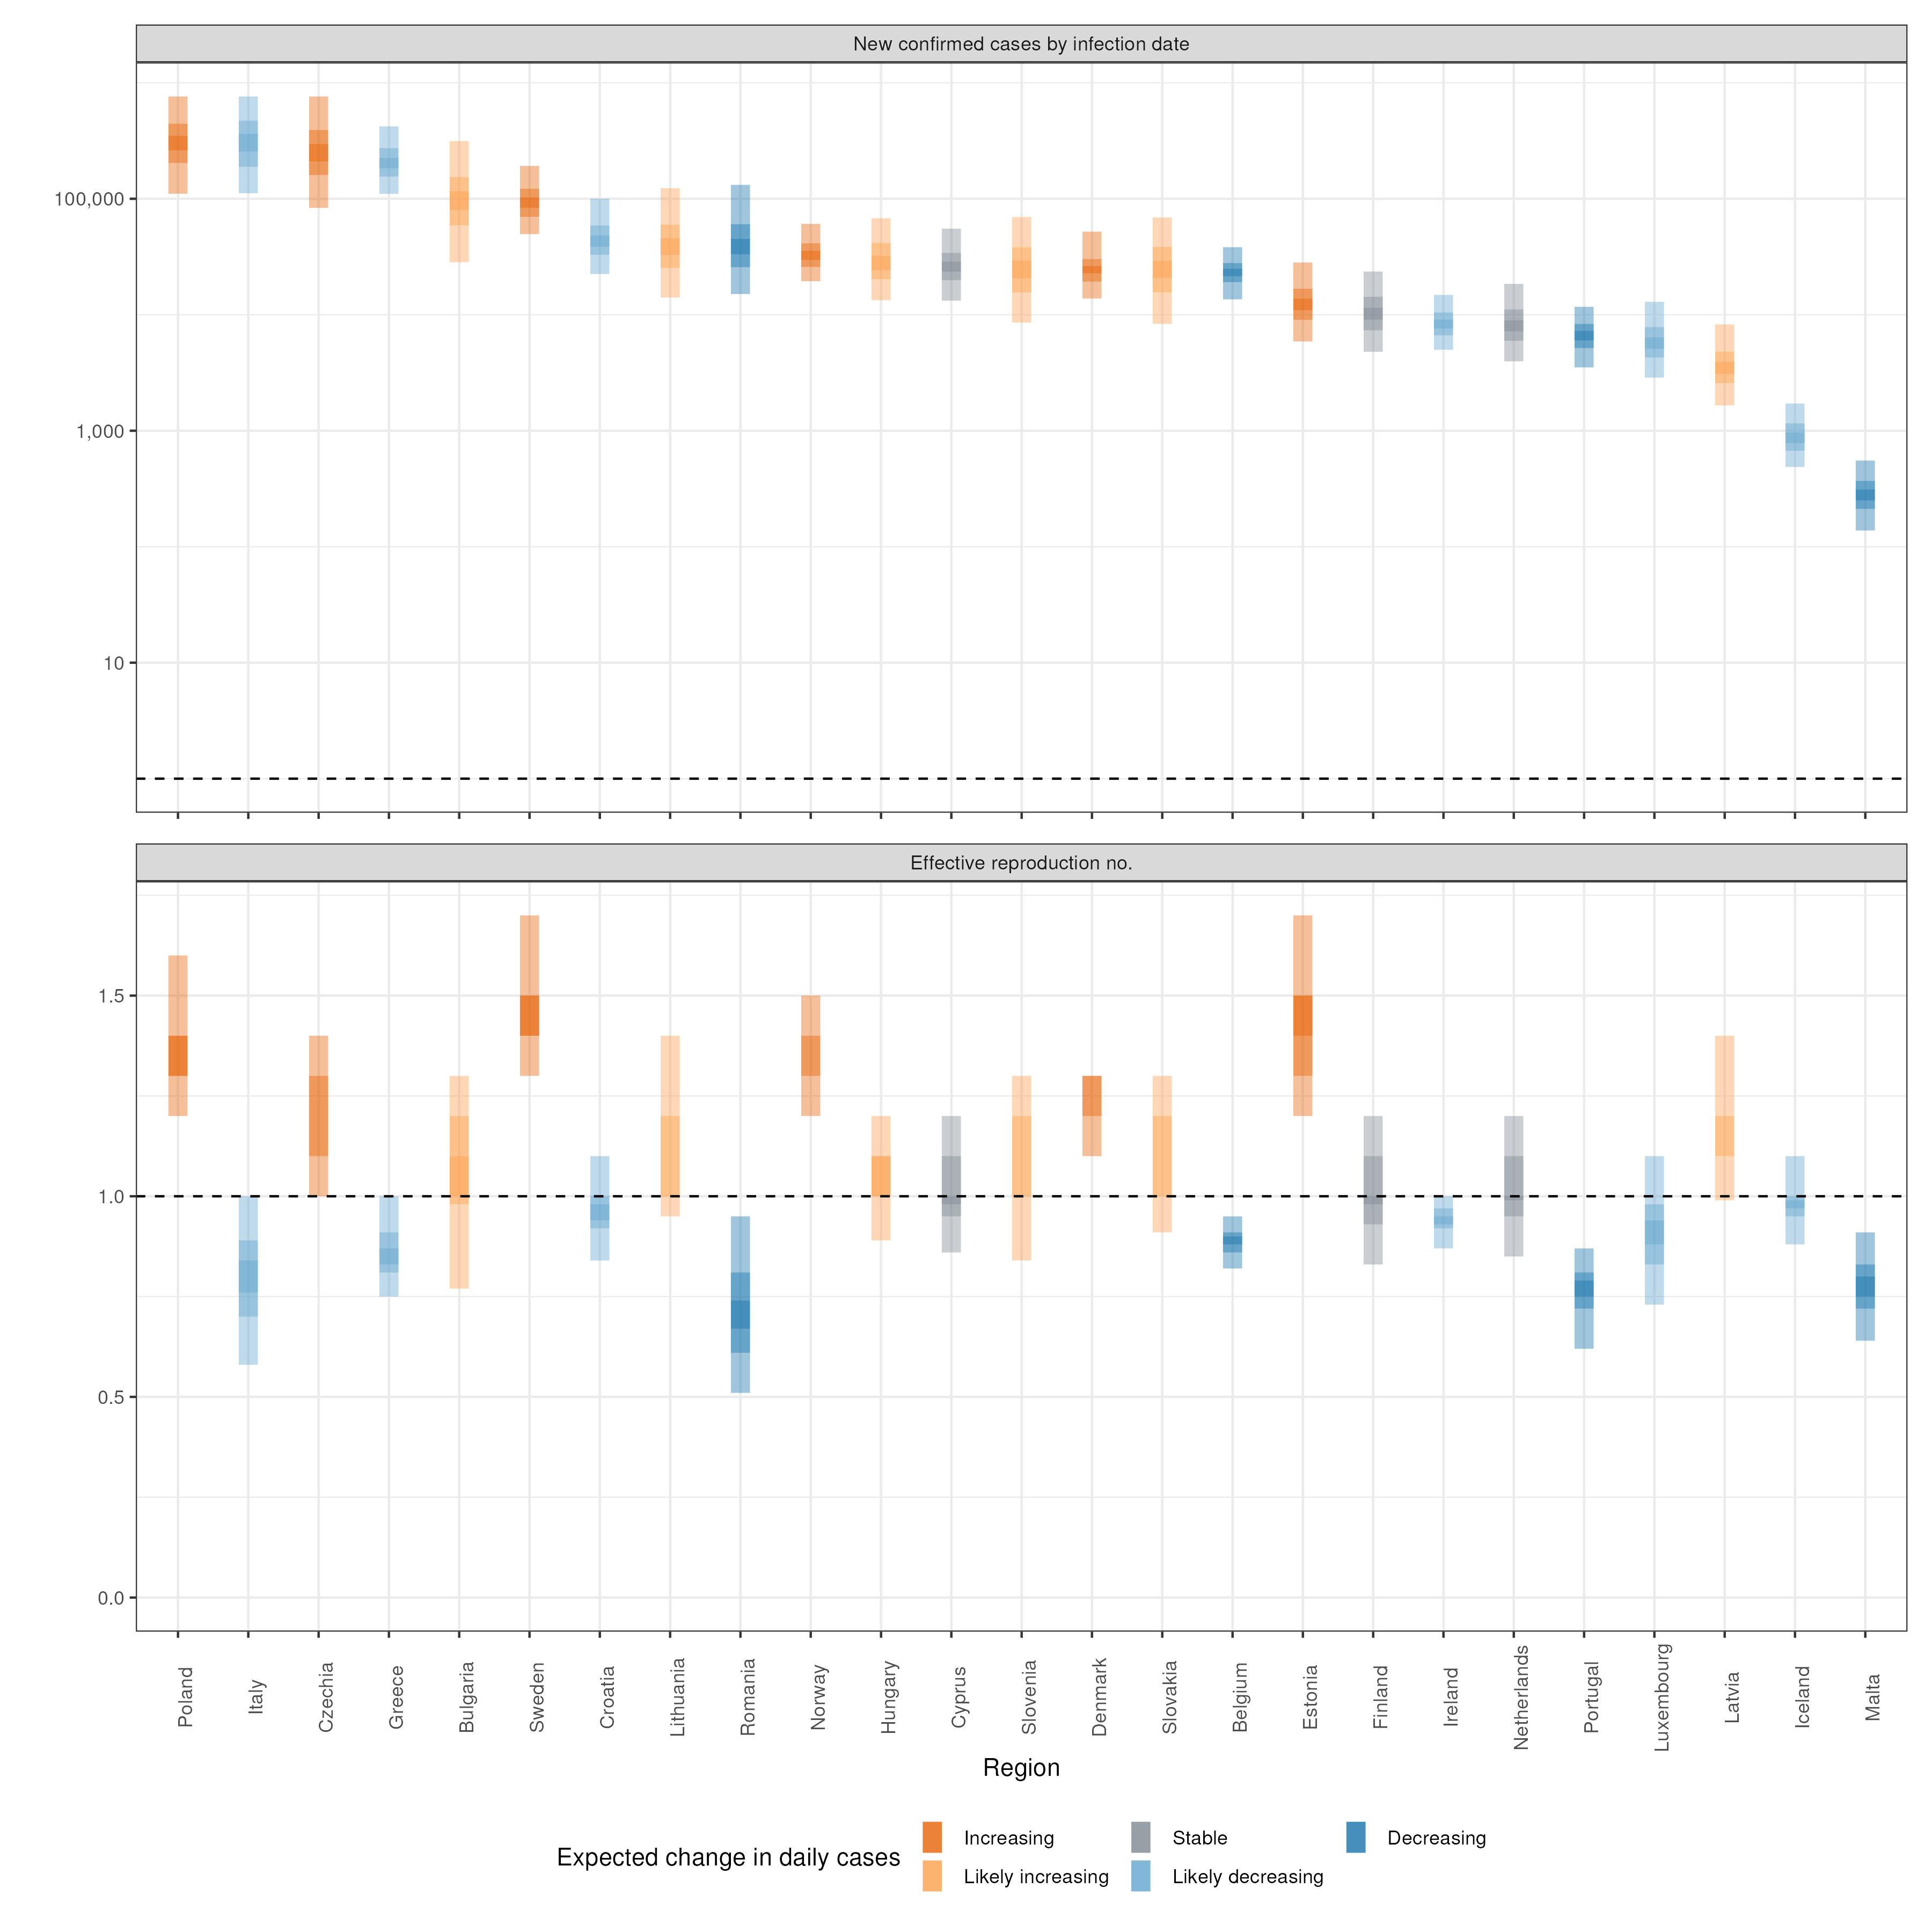 New confirmed cases by infection date
100,000
1,000
10
Effective reproduction no.
1.5
1.0
0.5
0.0
Poland
Italy
Czechia
Greece
Bulgaria
Sweden
Croatia
Lithuania
Romania
Norway
Hungary
Cyprus
Slovenia
Denmark
Slovakia
Belgium
Estonia
Finland
Ireland
Netherlands
Portugal
Luxembourg
Latvia
Iceland
Malta
Region
Expected change in daily cases
Increasing
Likely increasing
Stable
Likely decreasing
Decreasing